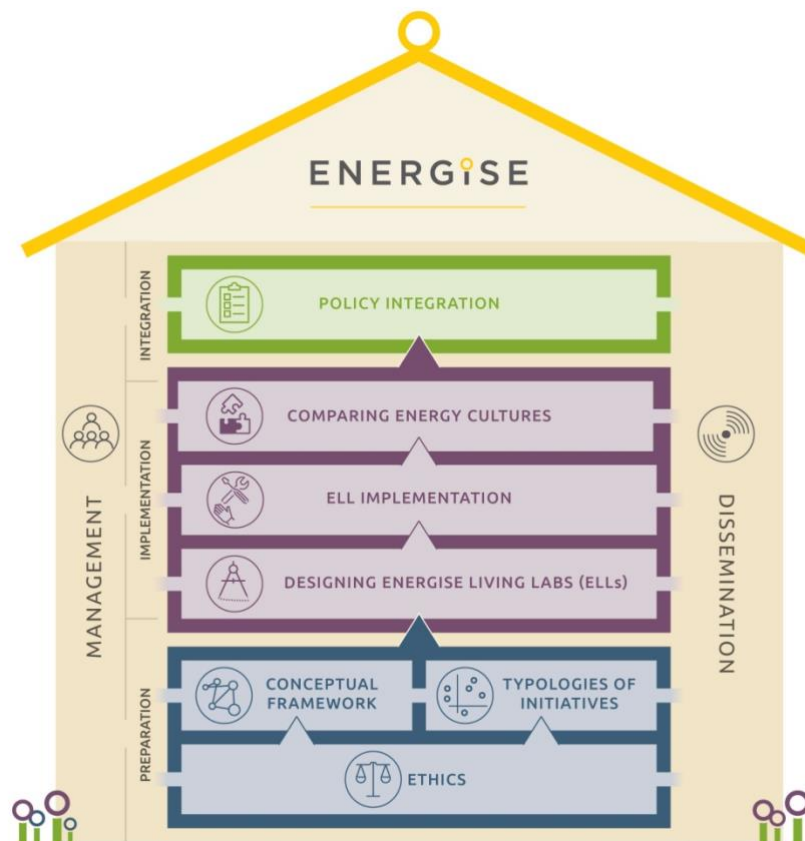 ENERGiSE
INTEGRATION
POLICY INTEGRATION
MANAGEMENT
IMPLEMENTATION
COMPARING ENERGY CULTURES
ELL IMPLEMENTATION
DESIGNING ENERGISE LIVING LABS (ELLs)
DISSEMINATION
PREPARATION
CONCEPTUAL
FRAMEWORK
TYPOLOGIES OF
INITIATIVES
ETHICS